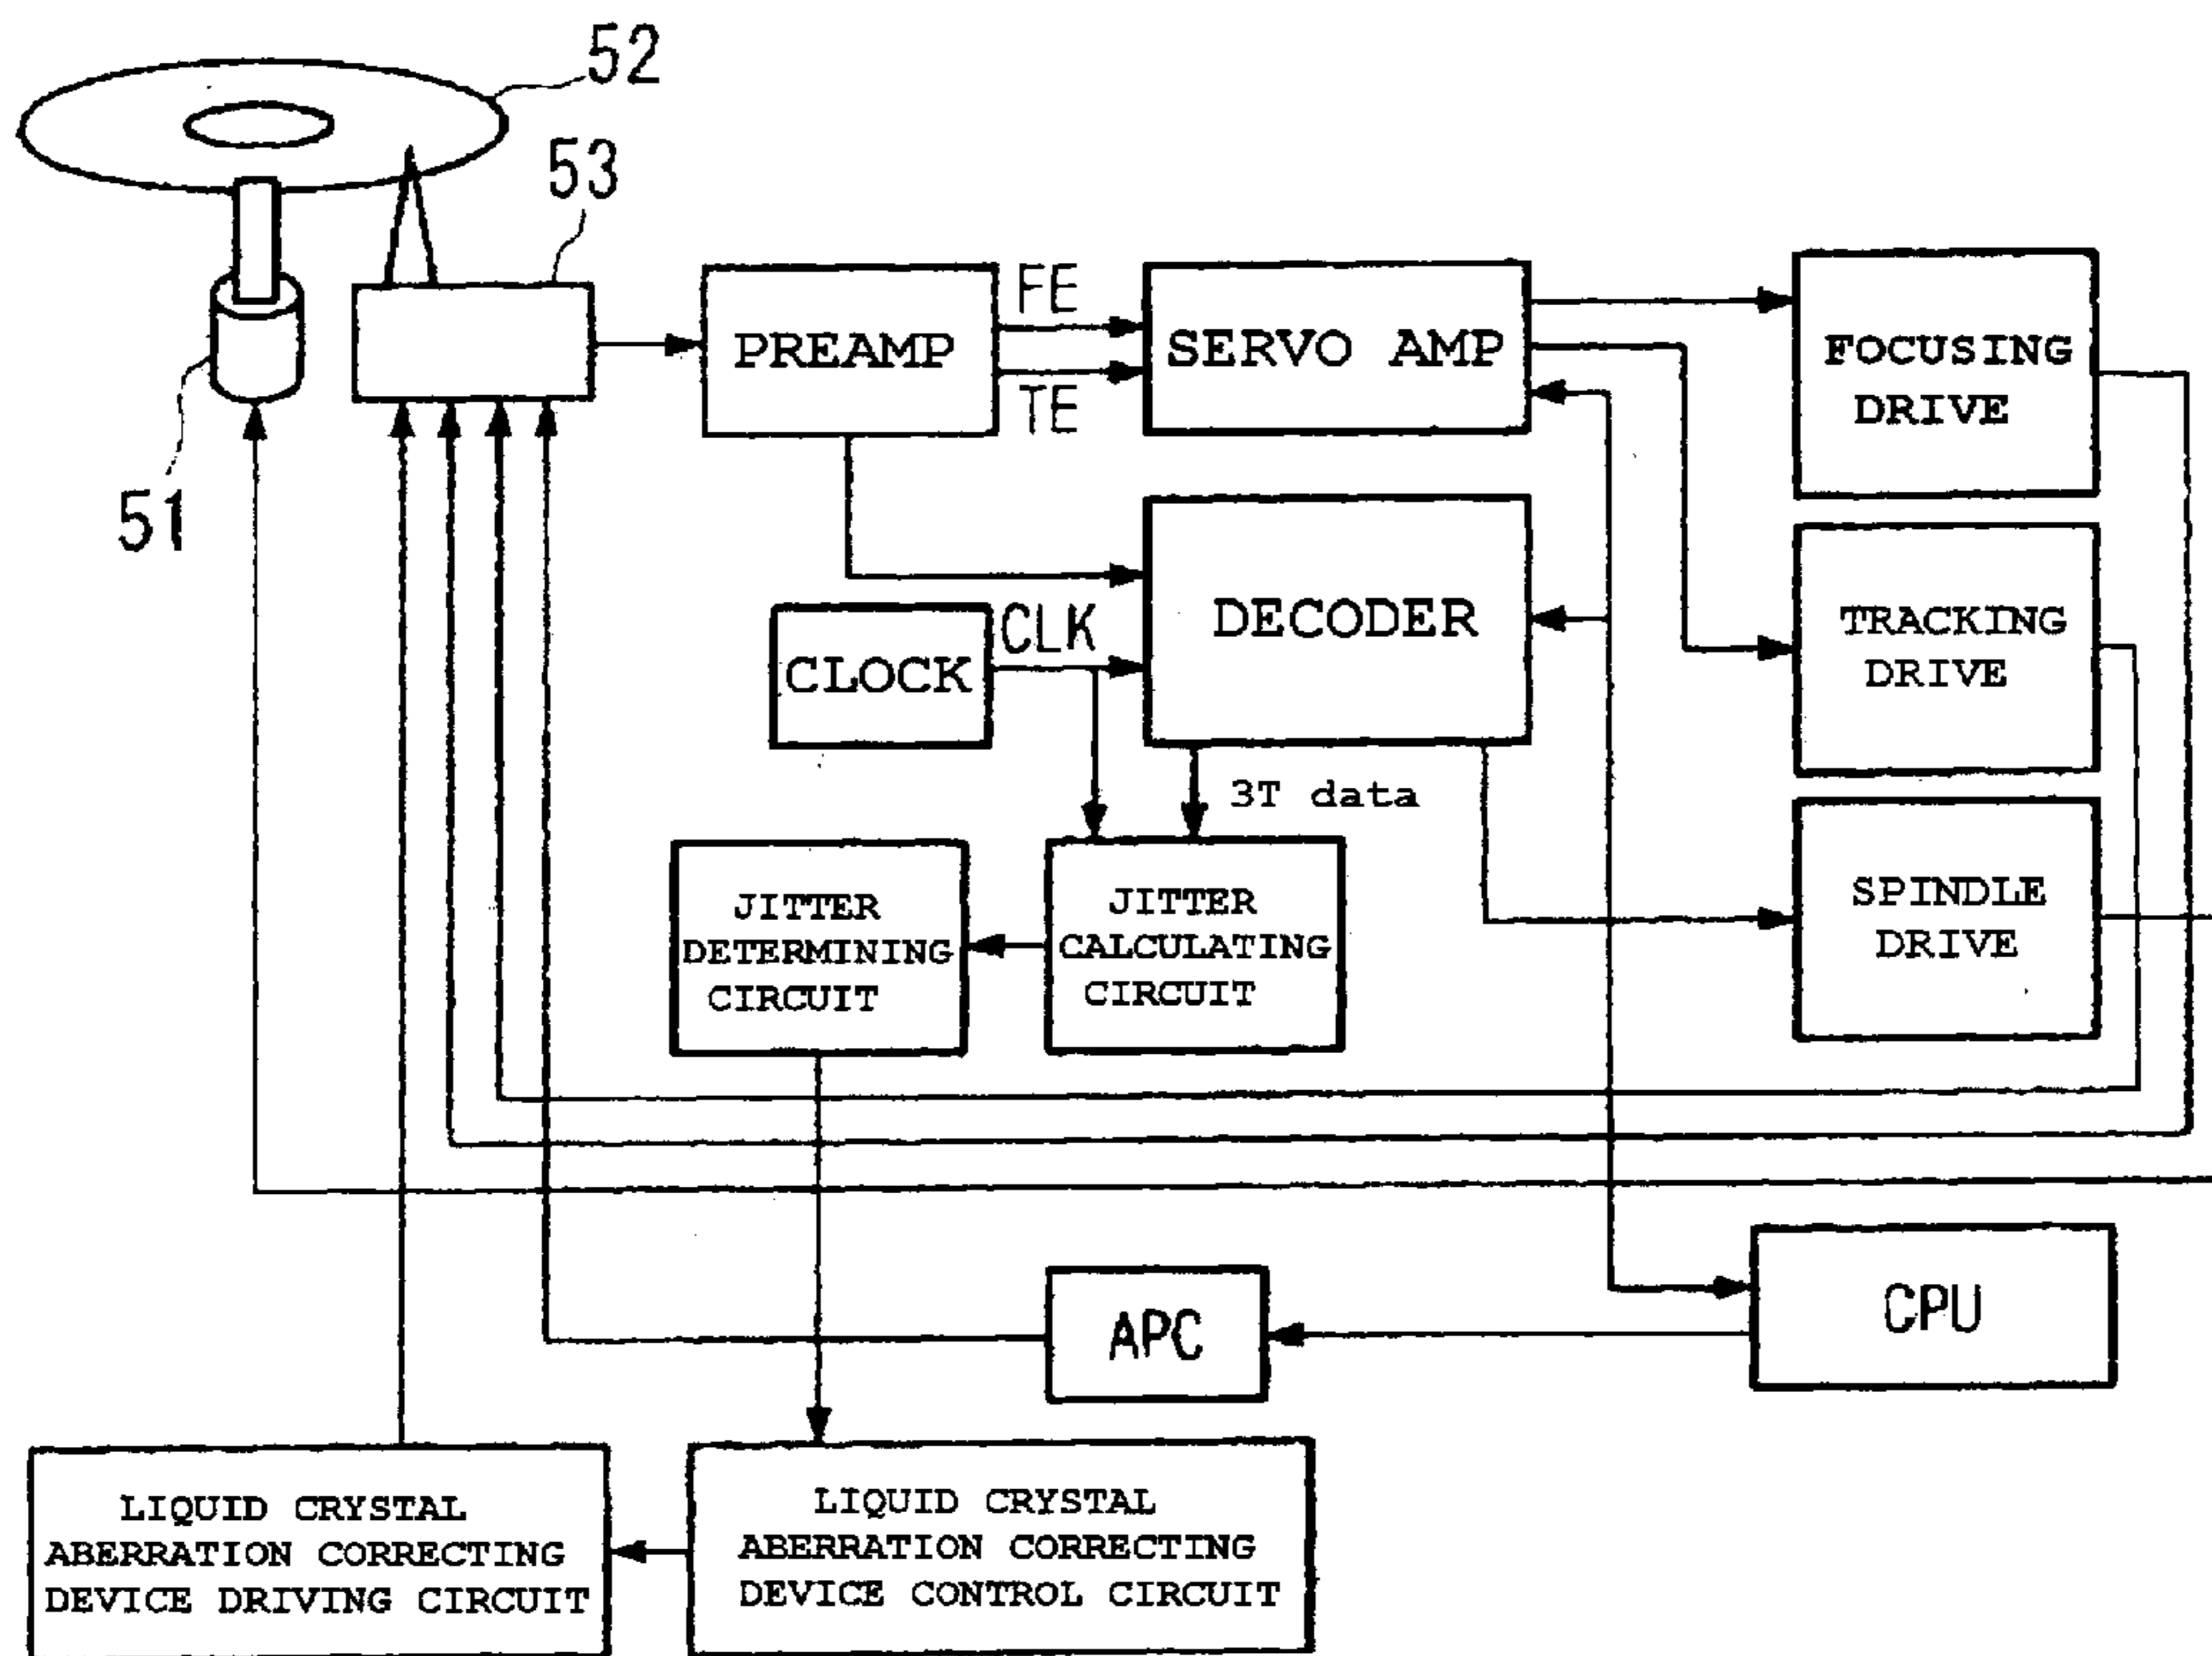 52
53
51
PREAMP
FE
TE
SERVO AMP
FOCUSING
DRIVE
CLOCK
CLK
DECODER
TRACKING
DRIVE
3T data
JITTER
DETERMINING
CIRCUIT
JITTER
CALCULATING
CIRCUIT
SPINDLE
DRIVE
APC
CPU
LIQUID CRYSTAL
ABERRATION CORRECTING
DEVICE DRIVING CIRCUIT
LIQUID CRYSTAL
ABERRATION CORRECTING
DEVICE CONTROL CIRCUIT